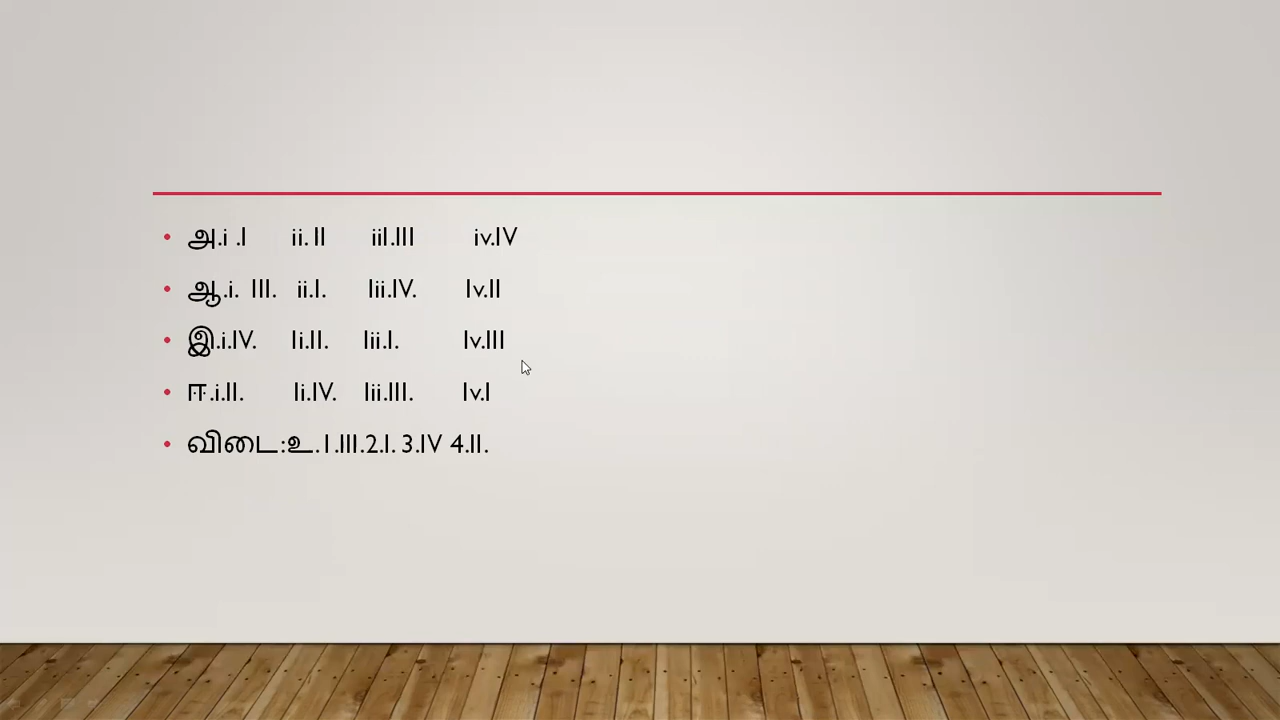 அ.i .I ii. II iiI.III iv.IV
ஆ.i. III. ii.I. Iii.IV. Iv.II
இ.i.IV. Ii.II. Iii.I. Iv.III
ஈ.i.II. Ii.IV. Iii.III. Iv.I
விடை:உ.1.III.2.I. 3.IV 4.II.